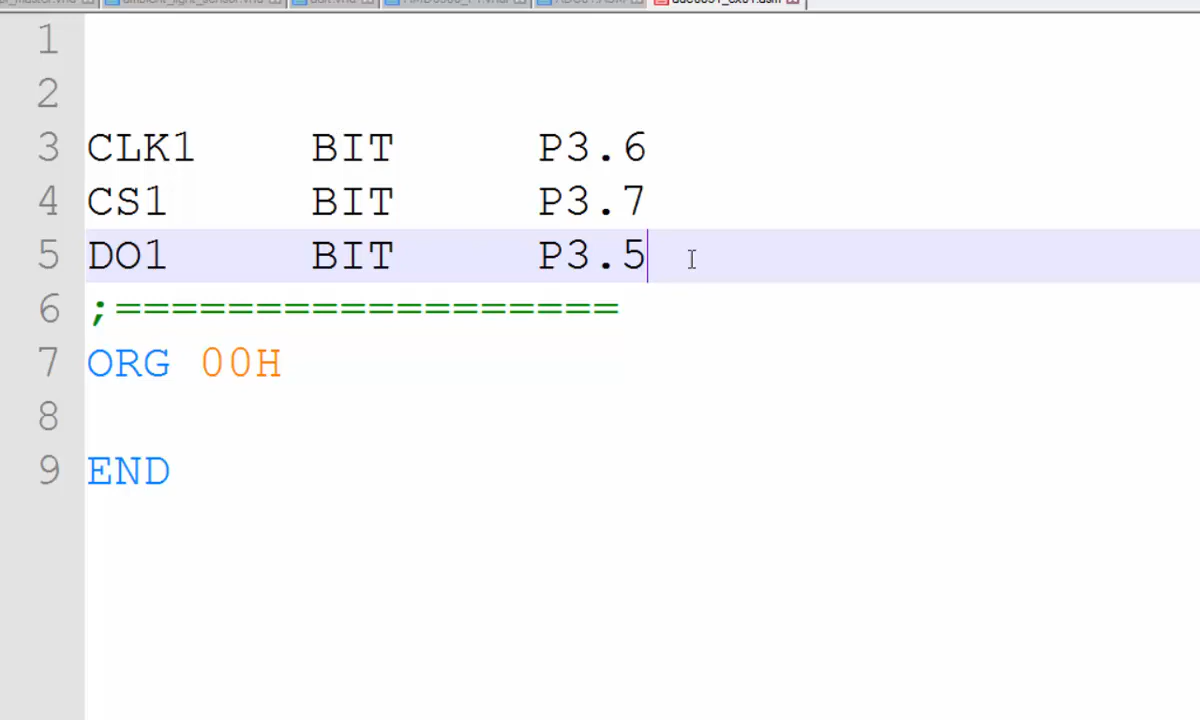 1
2
3 CLK1 BIT P3.6
4 CS1 BIT P3.7
5 DO1 BIT P3.5
6 ;==================
7 ORG 00H
8
9 END